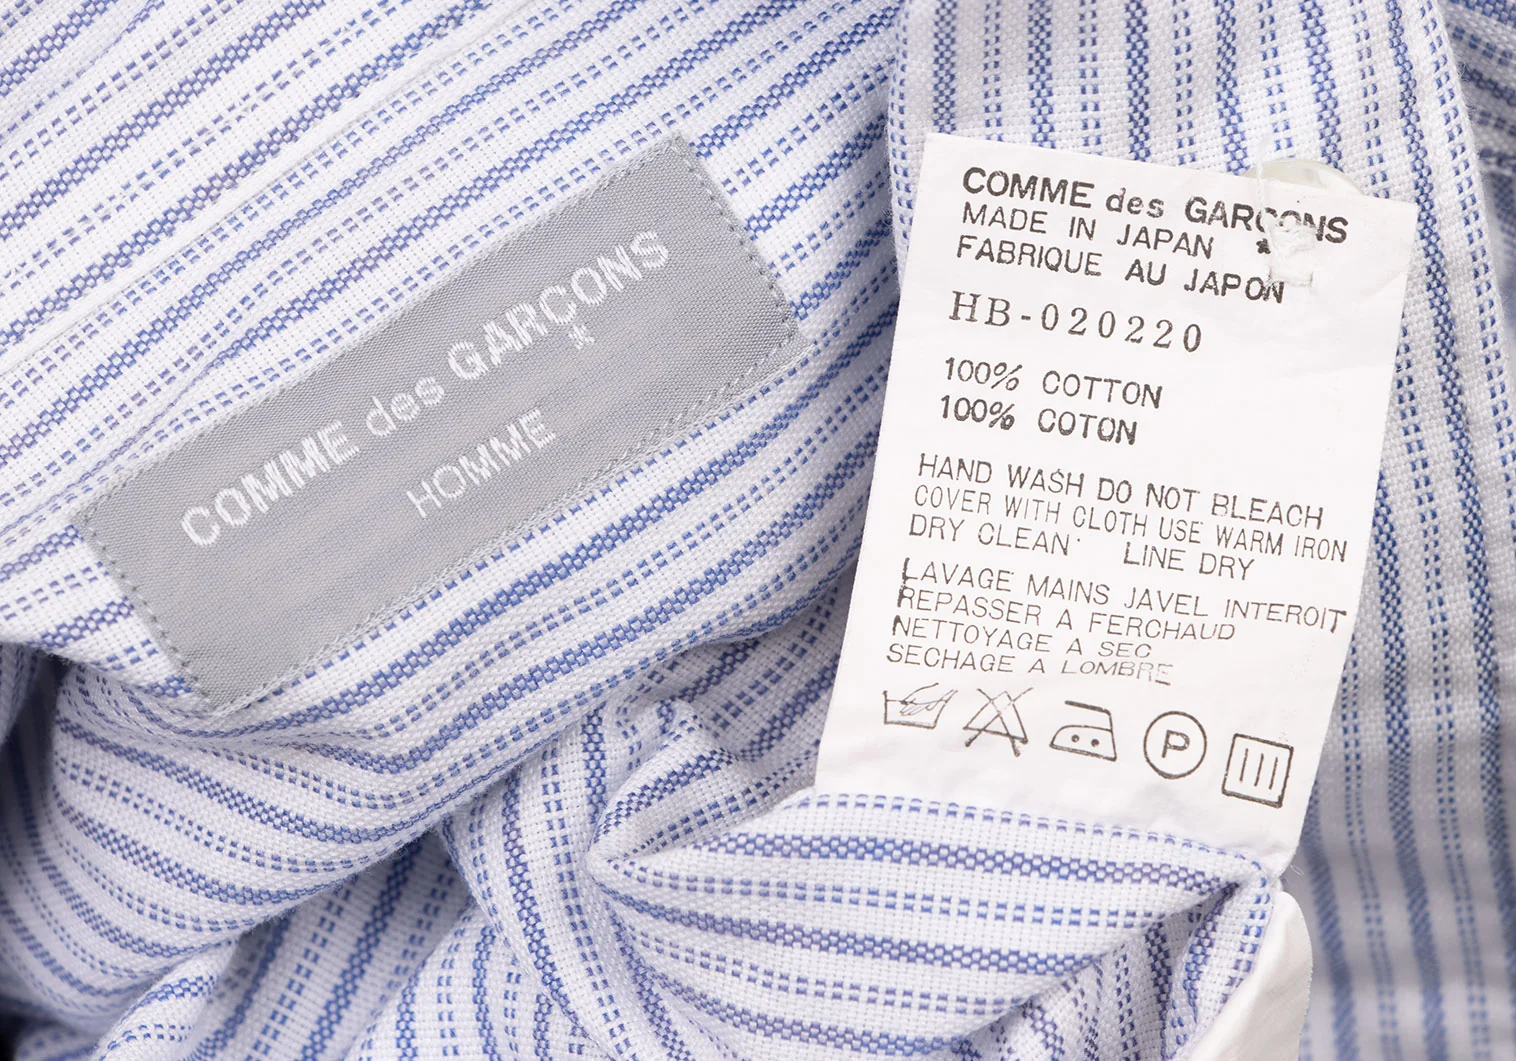 COMME des GARÇONS
HOMME
COMME des GARÇONS
MADE IN JAPAN
FABRIQUE AU JAPON
HB-020220
100% COTTON
100% COTON
HAND WASH DO NOT BLEACH
COVER WITH CLOTH USE WARM IRON
DRY CLEAN LINE DRY
LAVAGE MAINS JAVEL INTEROIT
REPASSER A FERCHAUD
NETTOYAGE A SEC
SECHAGE A LOMBRE
P